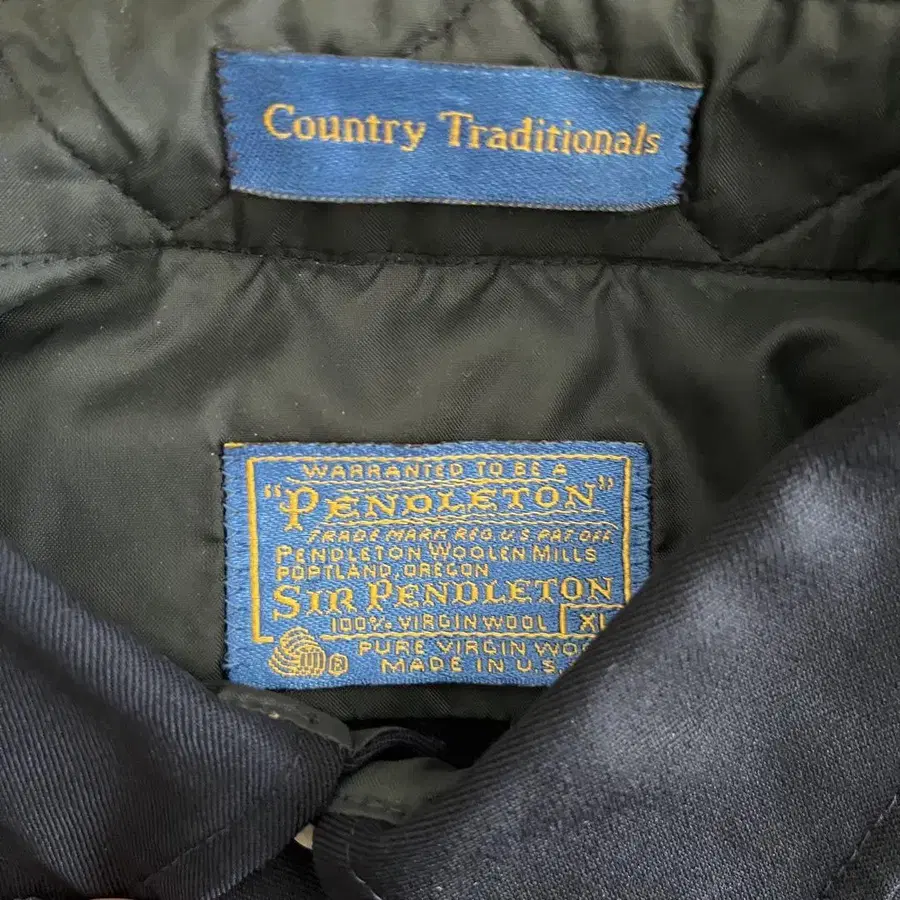 Country Traditionals
WARRANTED TO BE A
"PENDLETON"
TRADE MARK REG. U.S. PAT. OFF.
PENDLETON WOOLEN MILLS
PORTLAND, OREGON
SIR PENDLETON
100% VIRGIN WOOL XL
® PURE VIRGIN WOO
MADE IN U.S.